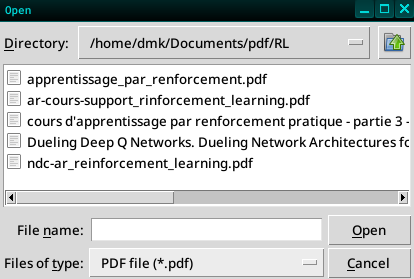 Open
Directory: /home/dmk/Documents/pdf/RL
apprentissage_par_renforcement.pdf
ar-cours-support_rinforcement_learning.pdf
cours d'apprentissage par renforcement pratique - partie 3 -
Dueling Deep Q Networks. Dueling Network Architectures fo
ndc-ar_reinforcement_learning.pdf
File name: Open
Files of type: PDF file (*.pdf) Cancel